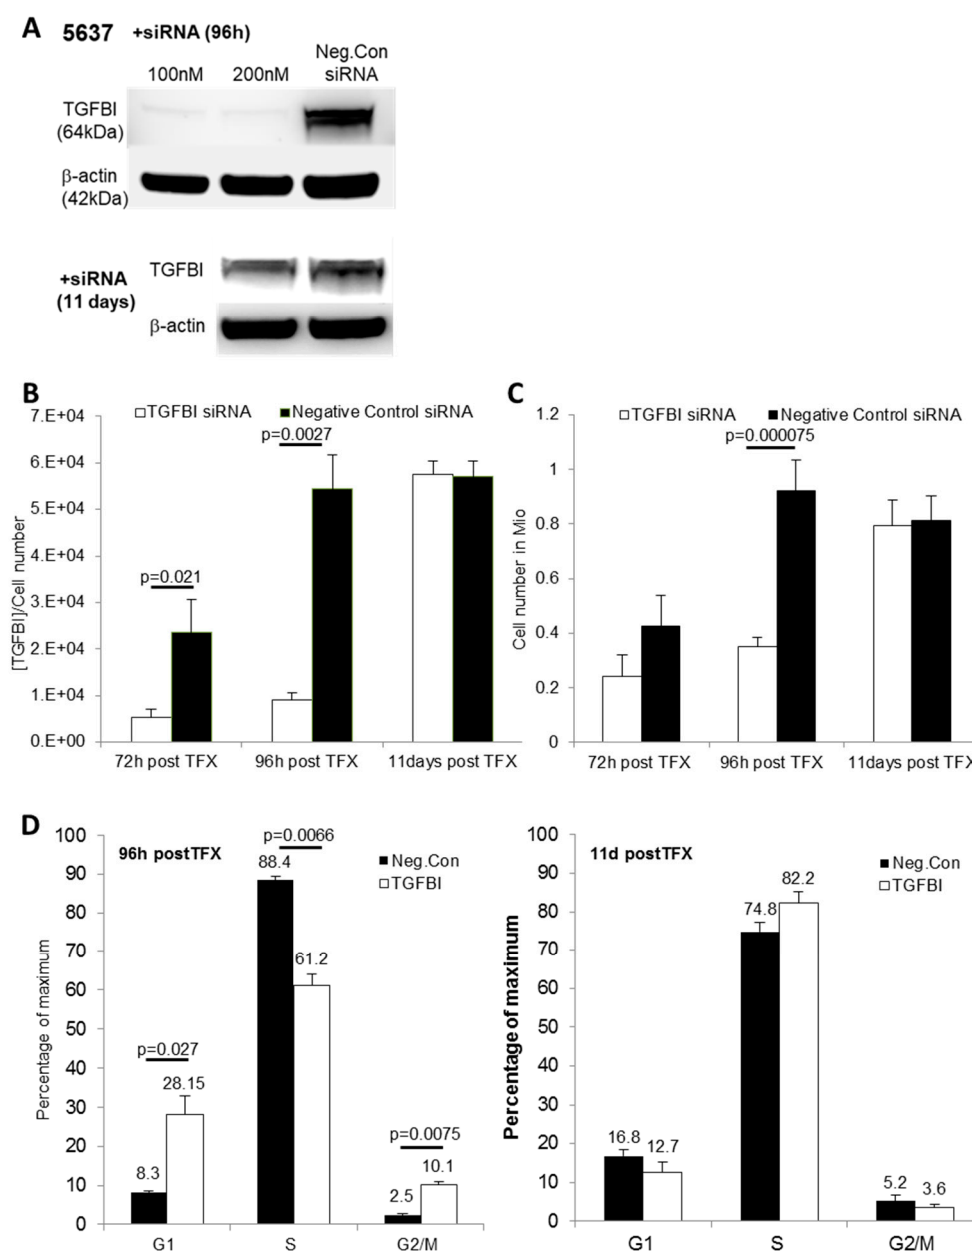 A 5637 +siRNA (96h)
100nM 200nM Neg.Con
siRNA
TGFBI
(64kDa)
β-actin
(42kDa)
+siRNA
(11 days)
TGFBI
β-actin
B
TGFBI siRNA Negative Control siRNA
7.E+04
6.E+04
5.E+04
4.E+04
3.E+04
2.E+04
1.E+04
0.E+00
[TGFBI]/Cell number
p=0.021
p=0.0027
72h post TFX 96h post TFX 11days post TFX
C
TGFBI siRNA Negative Control siRNA
1.2
1
0.8
0.6
0.4
0.2
0
Cell number in Mio
p=0.000075
72h post TFX 96h post TFX 11days post TFX
D
96h postTFX
Neg.Con
TGFBI
100
90
80
70
60
50
40
30
20
10
0
Percentage of maximum
p=0.027
8.3
28.15
p=0.0066
88.4
61.2
p=0.0075
2.5
10.1
G1 S G2/M
11d postTFX
Neg.Con
TGFBI
100
90
80
70
60
50
40
30
20
10
0
Percentage of maximum
16.8
12.7
74.8
82.2
5.2
3.6
G1 S G2/M